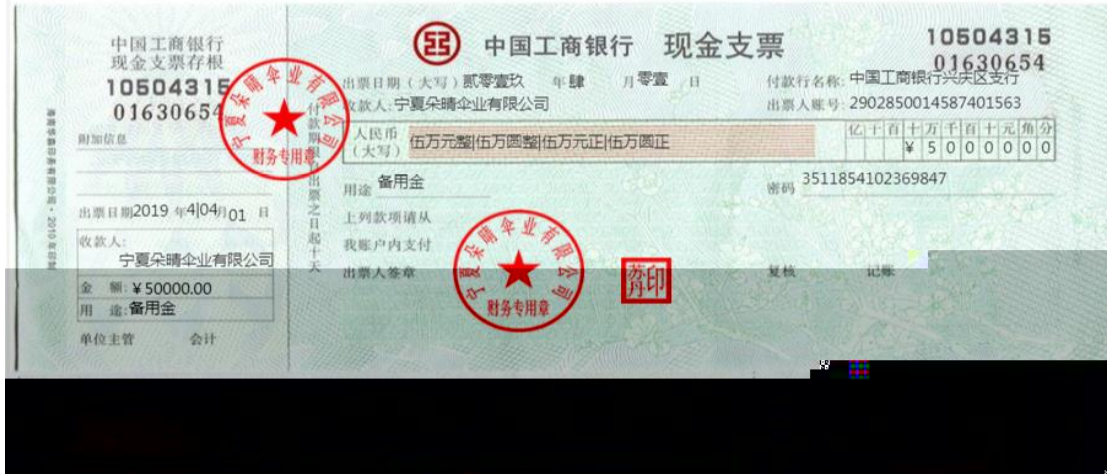 中国工商银行
现金支票存根
10504315
01630654
附加信息
出票日期2019 年4|04月01 日
收款人:
宁夏朵晴伞业有限公司
金 额:¥50000.00
用 途:备用金
单位主管 会计
付款期限自出票之日起十天
中国工商银行 现金支票
10504315
01630654
出票日期(大写)贰零壹玖 年肆 月零壹 日
付款行名称:中国工商银行兴庆区支行
收款人:宁夏朵晴伞业有限公司
出票人账号:2902850014587401563
人民币
(大写)
伍万元整|伍万圆整|伍万元正|伍万圆正
亿千百十万千百十元角分
¥5000000
用途 备用金
密码 3511854102369847
上列款项请从
我账户内支付
出票人签章
复核 记账
宁夏朵晴伞业有限公司
财务专用章
宁夏朵晴伞业有限公司
财务专用章
苏丹印